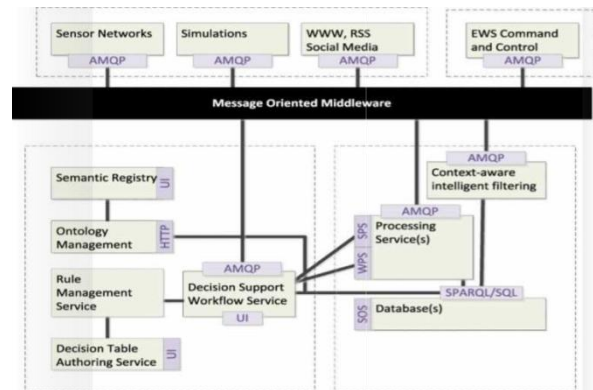 Sensor Networks
AMQP
Simulations
AMQP
WWW, RSS
Social Media
AMQP
EWS Command
and Control
AMQP
Message Oriented Middleware
Semantic Registry
UI
Ontology
Management
HTTP
Rule
Management
Service
Decision Table
Authoring Service
UI
AMQP
Decision Support
Workflow Service
UI
AMQP
Context-aware
intelligent filtering
AMQP
SPS
Processing
Service(s)
WPS
SPARQL/SQL
SOS
Database(s)